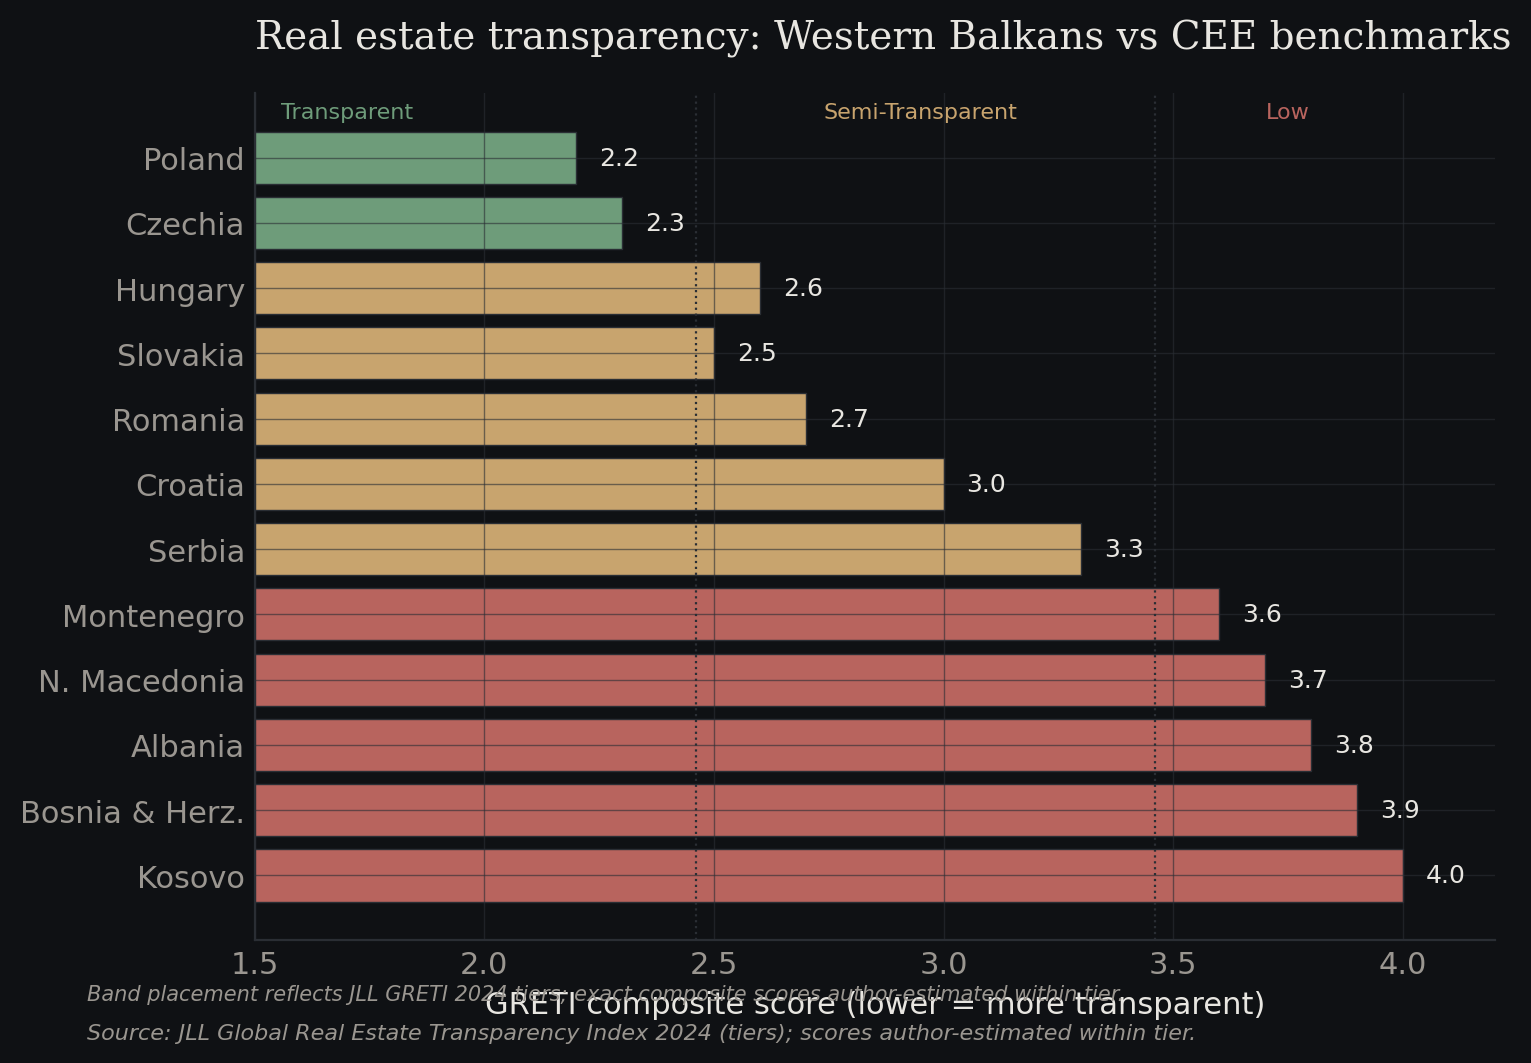 Real estate transparency: Western Balkans vs CEE benchmarks
Transparent Semi-Transparent Low
Poland 2.2
Czechia 2.3
Hungary 2.6
Slovakia 2.5
Romania 2.7
Croatia 3.0
Serbia 3.3
Montenegro 3.6
N. Macedonia 3.7
Albania 3.8
Bosnia & Herz. 3.9
Kosovo 4.0
1.5 2.0 2.5 3.0 3.5 4.0
Band placement reflects JLL GRETI 2024 tiers; exact composite scores author-estimated within tier.
GRETI composite score (lower = more transparent)
Source: JLL Global Real Estate Transparency Index 2024 (tiers); scores author-estimated within tier.